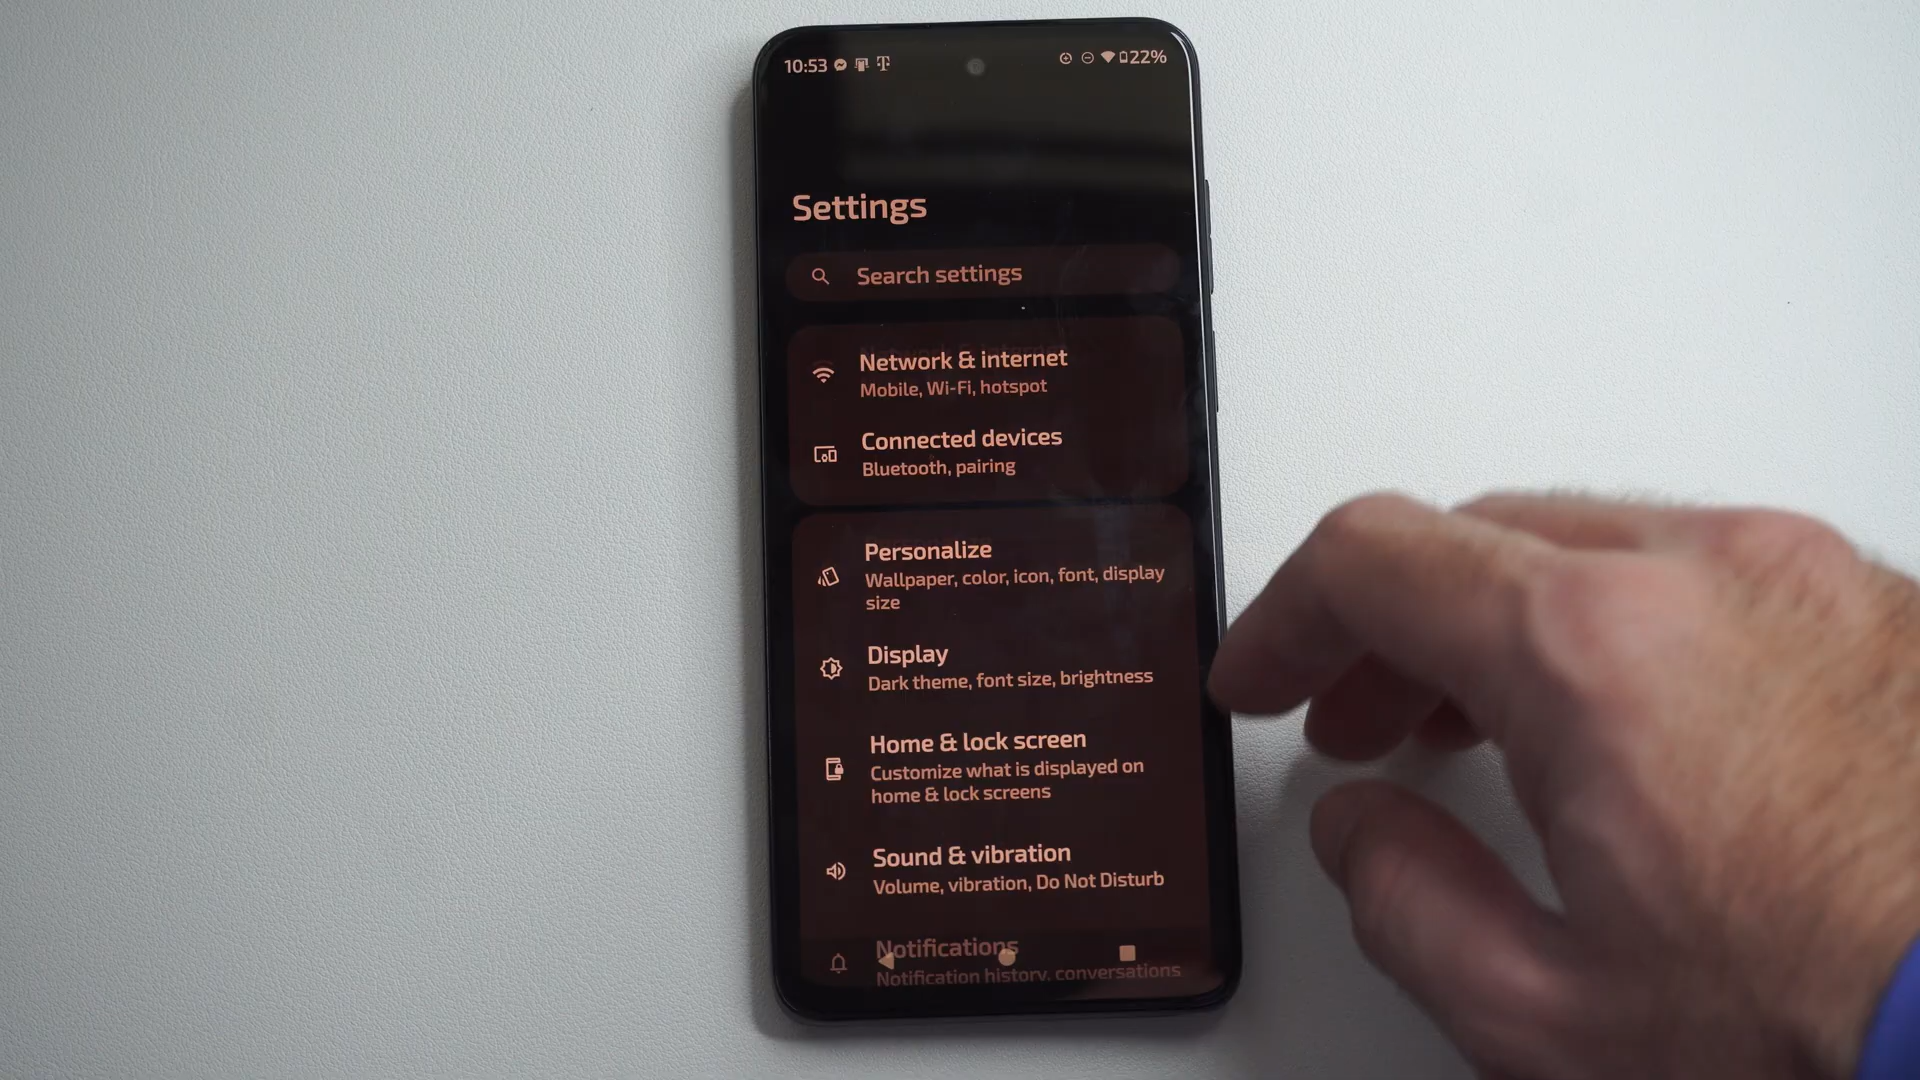 10:53 22%
Settings
Search settings
Network & internet
Mobile, Wi-Fi, hotspot
Connected devices
Bluetooth, pairing
Personalize
Wallpaper, color, icon, font, display
size
Display
Dark theme, font size, brightness
Home & lock screen
Customize what is displayed on
home & lock screens
Sound & vibration
Volume, vibration, Do Not Disturb
Notifications
Notification history, conversations